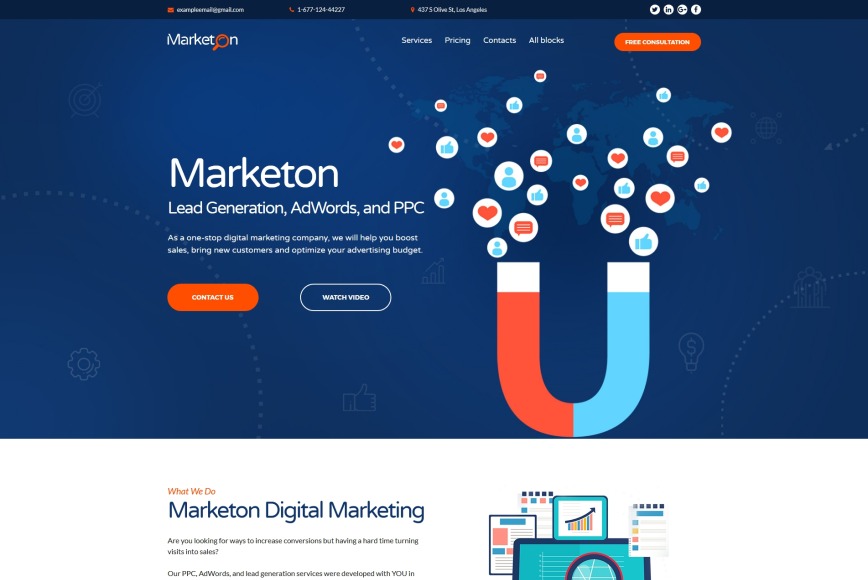 exampleemail@gmail.com
1-677-124-44227
437 S Olive St, Los Angeles
Marketon
Services
Pricing
Contacts
All blocks
FREE CONSULTATION
Marketon
Lead Generation, AdWords, and PPC
As a one-stop digital marketing company, we will help you boost
sales, bring new customers and optimize your advertising budget.
CONTACT US
WATCH VIDEO
What We Do
Marketon Digital Marketing
Are you looking for ways to increase conversions but having a hard time turning
visits into sales?
Our PPC, AdWords, and lead generation services were developed with YOU in